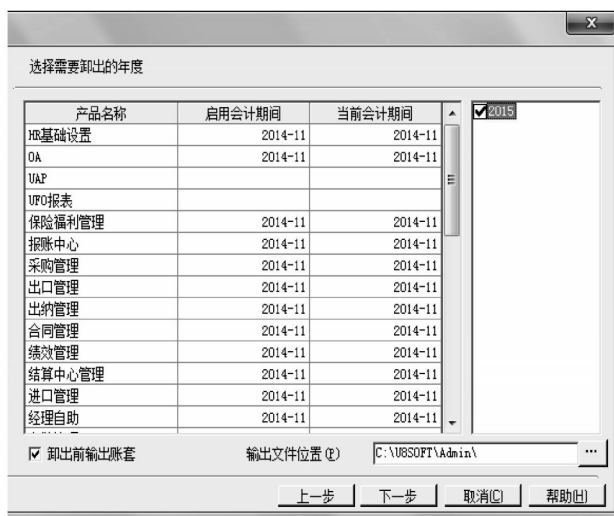 选择需要卸出的年度
产品名称 启用会计期间 当前会计期间
HR基础设置 2014-11 2014-11
OA 2014-11 2014-11
UAP
UFO报表
保险福利管理 2014-11 2014-11
报账中心 2014-11 2014-11
采购管理 2014-11 2014-11
出口管理 2014-11 2014-11
出纳管理 2014-11 2014-11
合同管理 2014-11 2014-11
绩效管理 2014-11 2014-11
结算中心管理 2014-11 2014-11
进口管理 2014-11 2014-11
经理自助 2014-11 2014-11
2015
卸出前输出账套 输出文件位置(P) C:\U8SOFT\Admin\ ...
上一步 下一步 取消(C) 帮助(H)